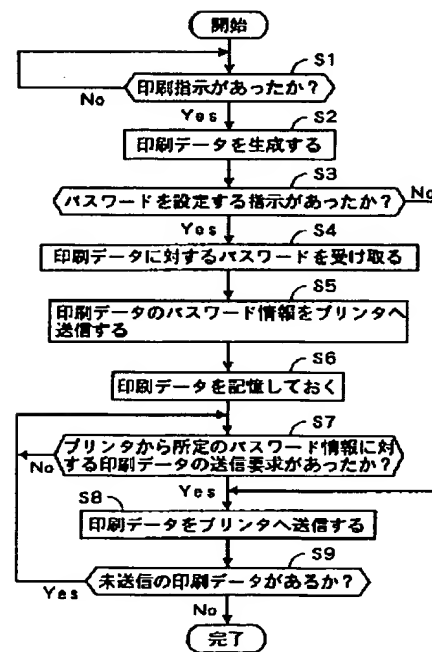 開始
S1
印刷指示があったか?
No
Yes
S2
印刷データを生成する
S3
パスワードを設定する指示があったか?
No
Yes
S4
印刷データに対するパスワードを受け取る
S5
印刷データのパスワード情報をプリンタへ
送信する
S6
印刷データを記憶しておく
S7
プリンタから所定のパスワード情報に対
する印刷データの送信要求があったか?
No
Yes
S8
印刷データをプリンタへ送信する
S9
未送信の印刷データがあるか?
Yes
No
完了